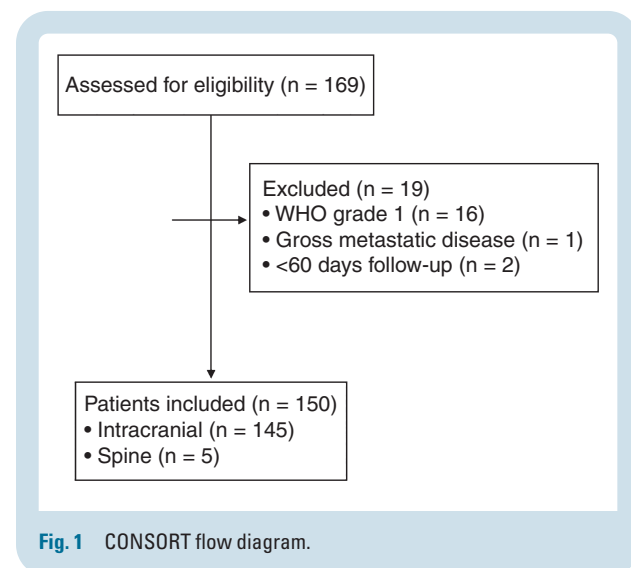 Assessed for eligibility (n = 169)
Excluded (n = 19)
• WHO grade 1 (n = 16)
• Gross metastatic disease (n = 1)
• <60 days follow-up (n = 2)
Patients included (n = 150)
• Intracranial (n = 145)
• Spine (n = 5)
Fig. 1 CONSORT flow diagram.